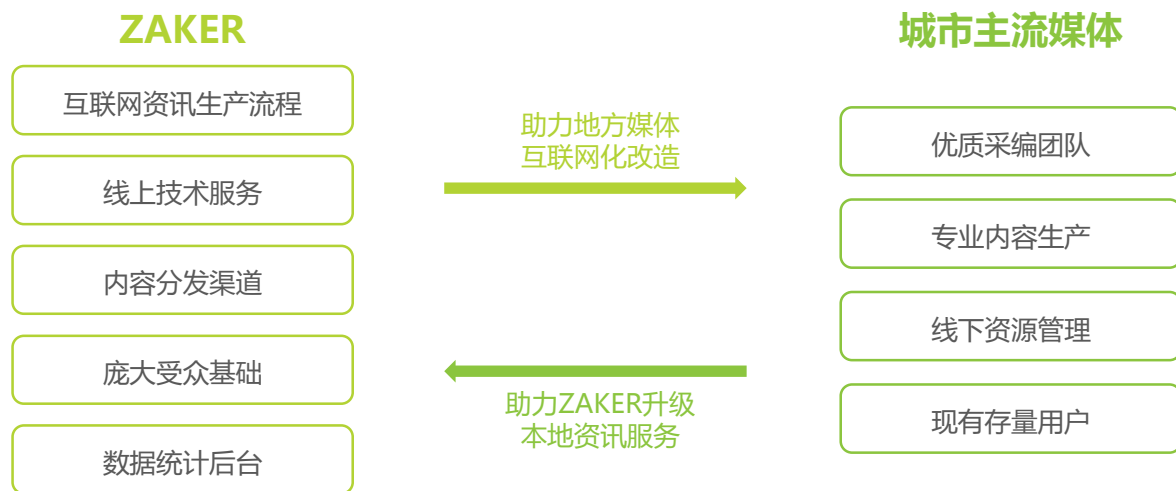 ZAKER
互联网资讯生产流程
线上技术服务
内容分发渠道
庞大受众基础
数据统计后台
助力地方媒体
互联网化改造
助力ZAKER升级
本地资讯服务
城市主流媒体
优质采编团队
专业内容生产
线下资源管理
现有存量用户